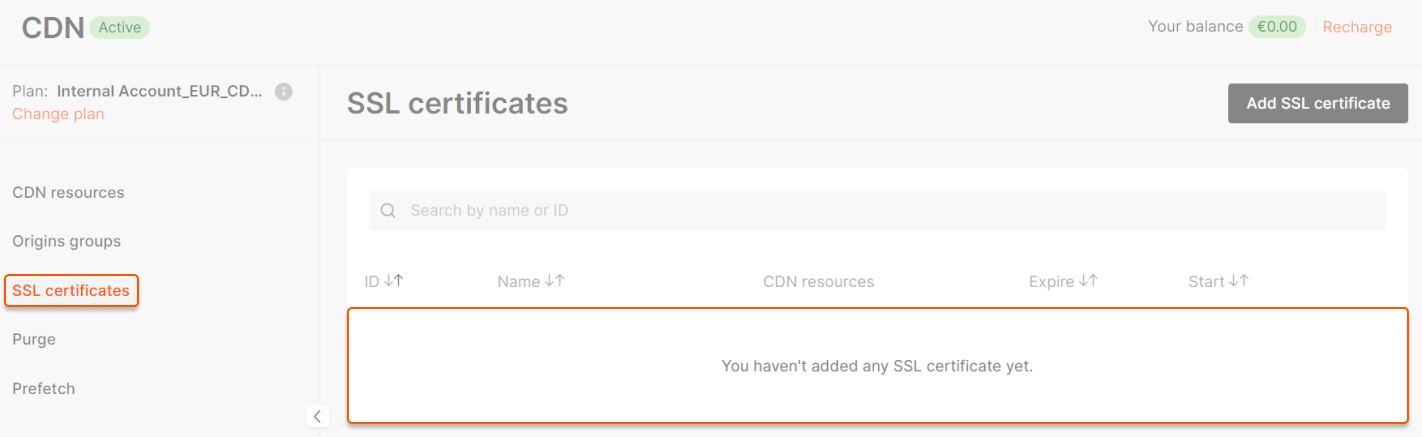 CDN Active
Your balance €0.00 Recharge
Plan: Internal Account_EUR_CD...
Change plan
SSL certificates
Add SSL certificate
CDN resources
Origins groups
SSL certificates
Purge
Prefetch
Search by name or ID
ID Name CDN resources Expire Start
You haven't added any SSL certificate yet.